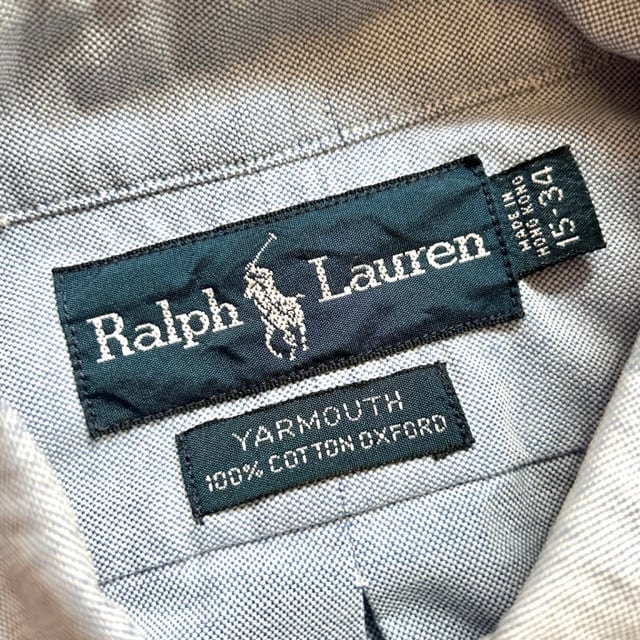 Ralph Lauren
MADE IN
HONG KONG
15-34
YARMOUTH
100% COTTON OXFORD